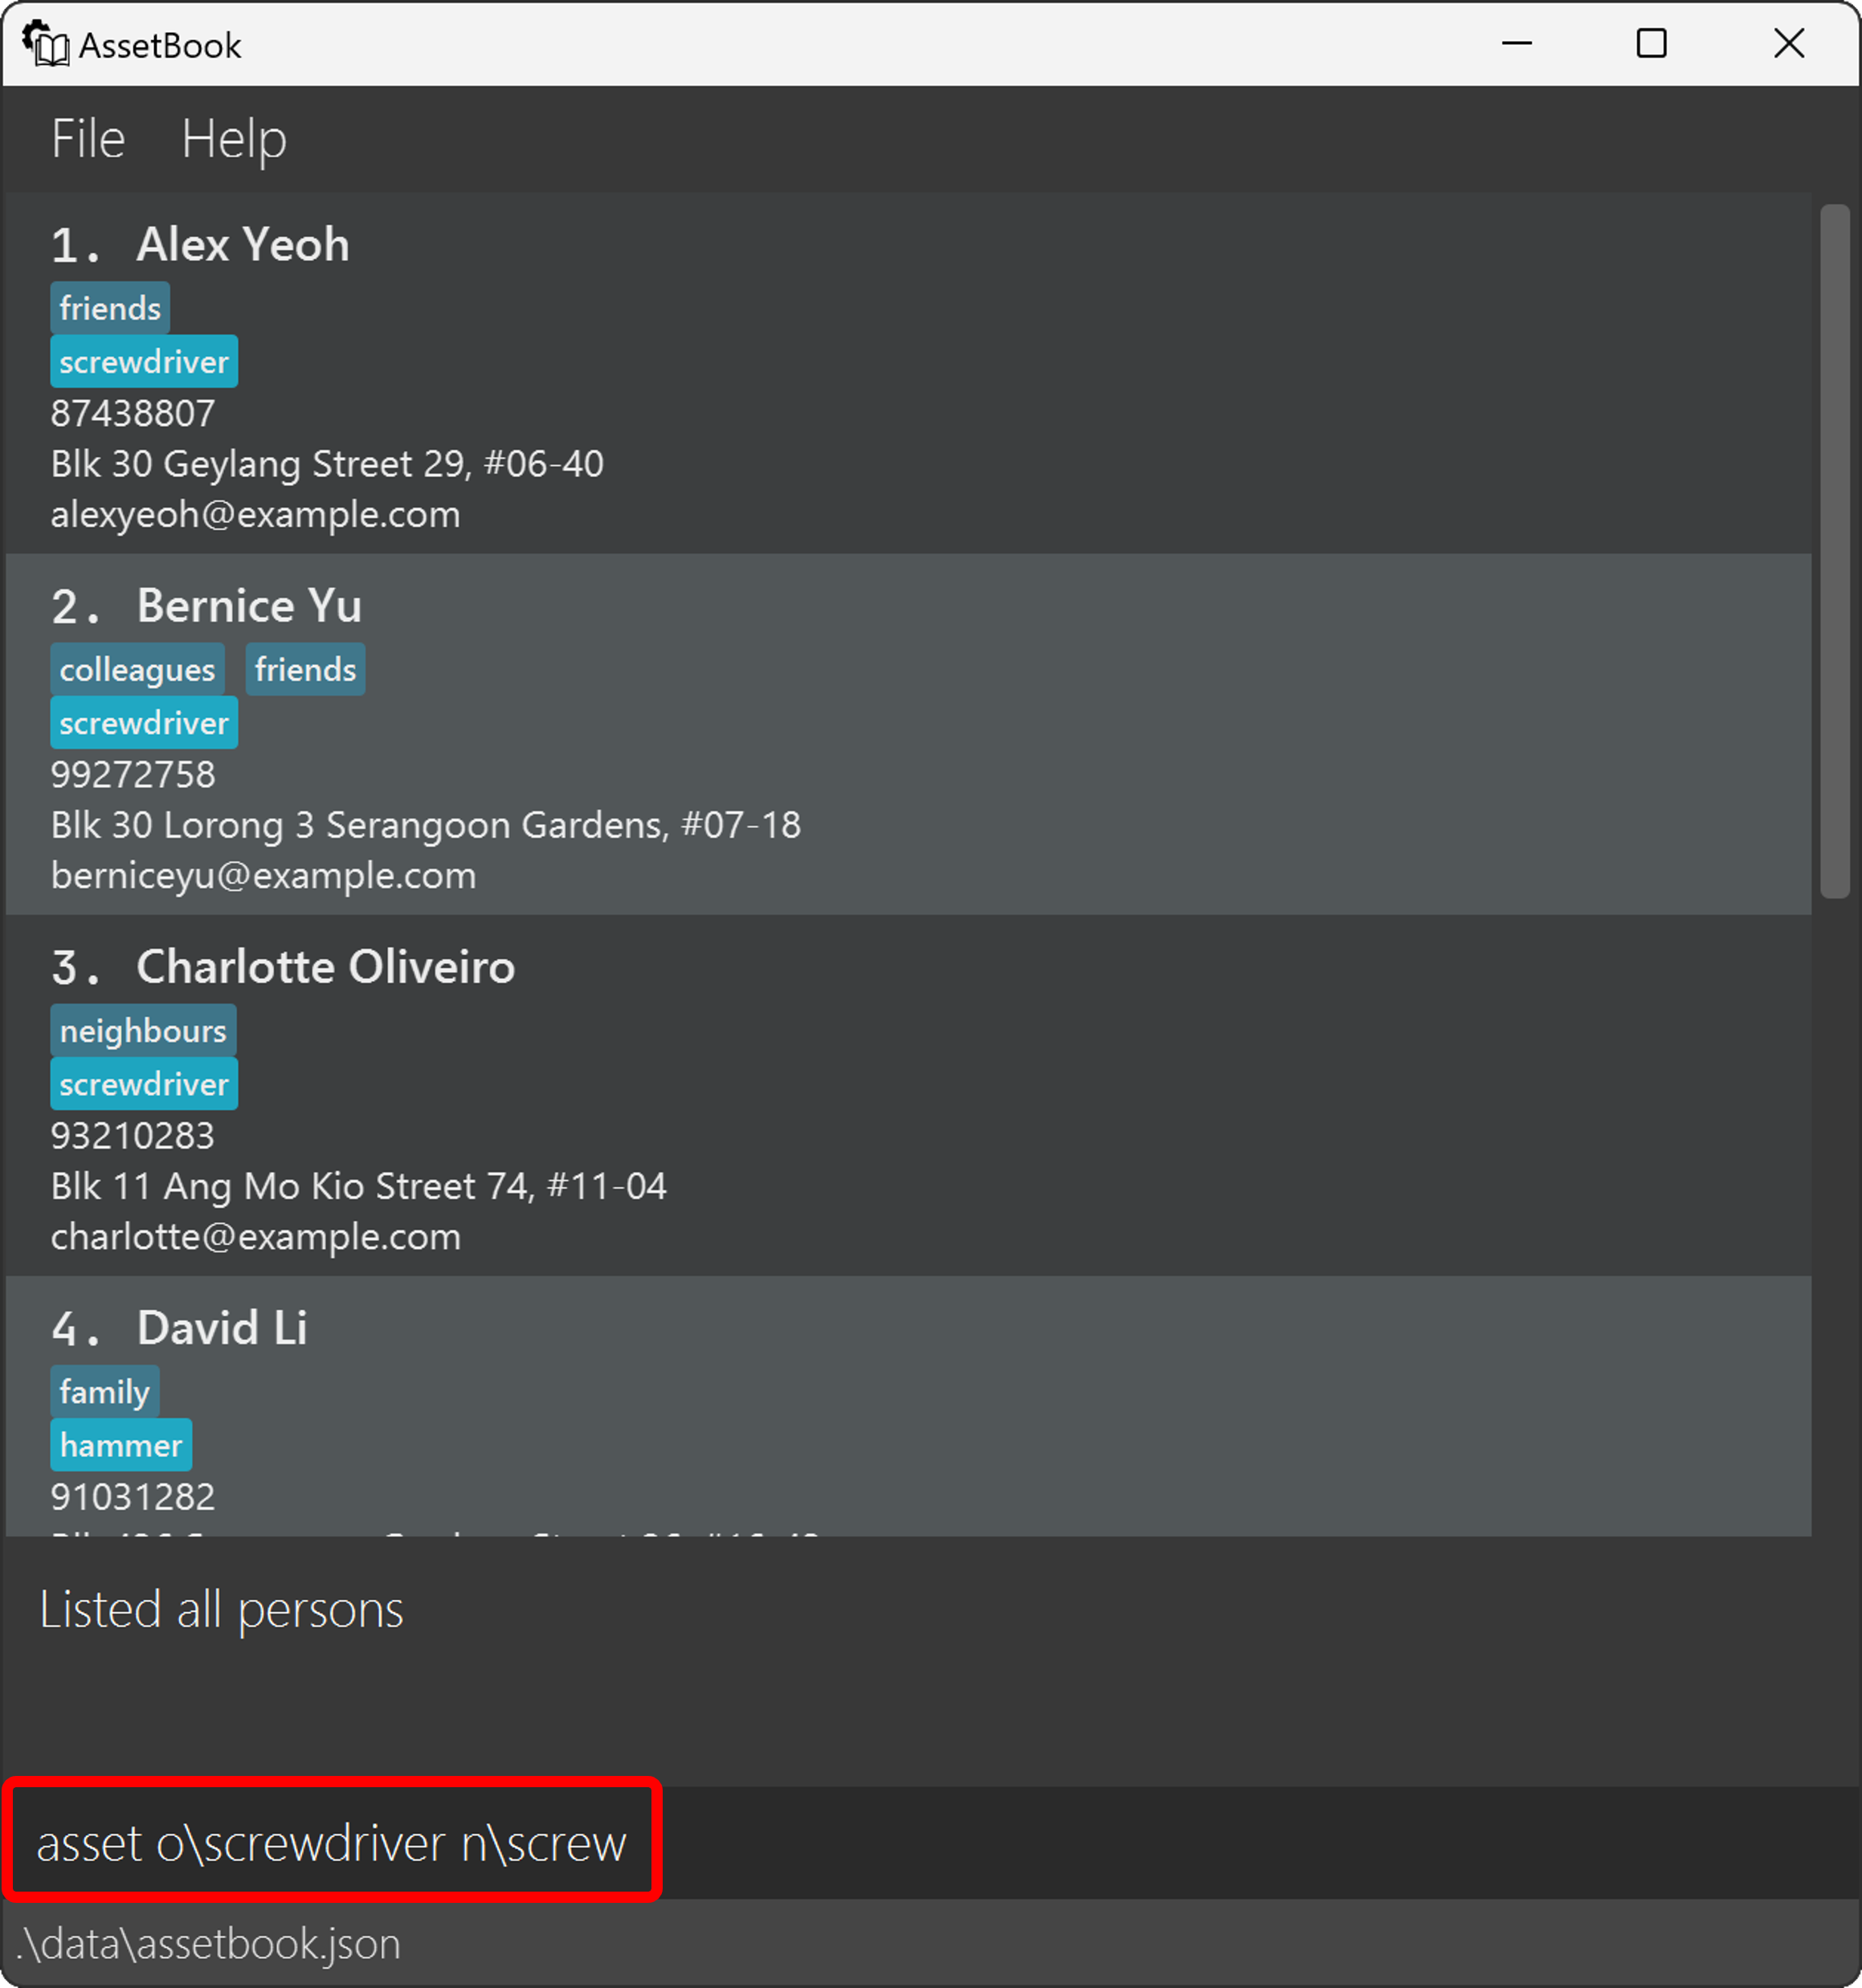 AssetBook
File Help
1. Alex Yeoh
friends
screwdriver
87438807
Blk 30 Geylang Street 29, #06-40
alexyeoh@example.com
2. Bernice Yu
colleagues friends
screwdriver
99272758
Blk 30 Lorong 3 Serangoon Gardens, #07-18
berniceyu@example.com
3. Charlotte Oliveiro
neighbours
screwdriver
93210283
Blk 11 Ang Mo Kio Street 74, #11-04
charlotte@example.com
4. David Li
family
hammer
91031282
Listed all persons
asset o\screwdriver n\screw
.\data\assetbook.json